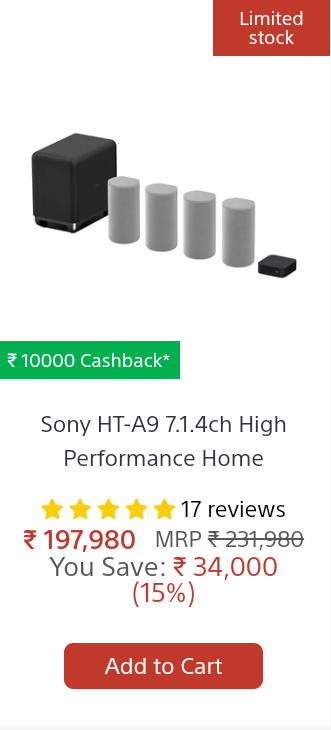 Limited
stock
₹ 10000 Cashback*
Sony HT-A9 7.1.4ch High
Performance Home
17 reviews
₹ 197,980 MRP ₹ 231,980
You Save: ₹ 34,000
(15%)
Add to Cart